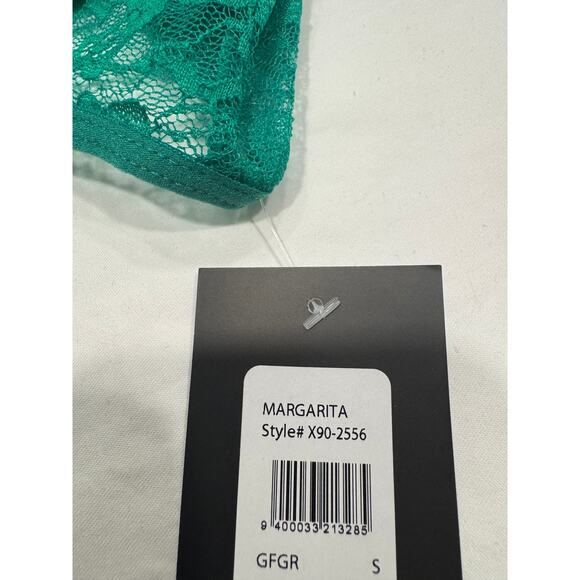 MARGARITA
Style# X90-2556
9 400033 213285
GFGR S